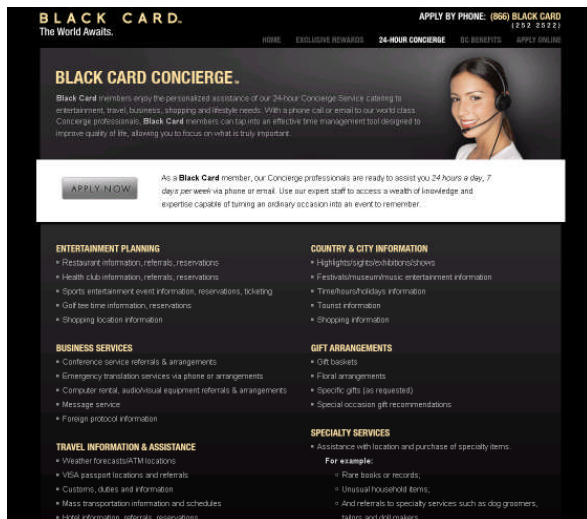 BLACK CARD™
The World Awaits.
APPLY BY PHONE: (866) BLACK CARD
(252 2522)
HOME EXCLUSIVE REWARDS 24-HOUR CONCIERGE BC BENEFITS APPLY ONLINE
BLACK CARD CONCIERGE™
Black Card members enjoy the personalized assistance of our 24-hour Concierge Service catering to
entertainment, travel, business, shopping and lifestyle needs. With a phone call or email to our world class
Concierge professionals, Black Card members can tap into an effective time management tool designed to
improve quality of life, allowing you to focus on what is truly important.
APPLY NOW
As a Black Card member, our Concierge professionals are ready to assist you 24 hours a day, 7
days per week via phone or email. Use our expert staff to access a wealth of knowledge and
expertise capable of turning an ordinary occasion into an event to remember.
ENTERTAINMENT PLANNING
Restaurant information, referrals, reservations
Health club information, referrals, reservations
Sports entertainment event information, reservations, ticketing
Golf tee time information, reservations
Shopping location information
BUSINESS SERVICES
Conference service referrals & arrangements
Emergency translation services via phone or arrangements
Computer rental, audio/visual equipment referrals & arrangements
Message service
Foreign protocol information
TRAVEL INFORMATION & ASSISTANCE
Weather forecasts/ATM locations
VISA passport locations and referrals
Customs, duties and information
Mass transportation information and schedules
Hotel information, referrals, reservations
COUNTRY & CITY INFORMATION
Highlights/sights/exhibitions/shows
Festivals/museum/music entertainment information
Time/hours/holidays information
Tourist information
Shopping information
GIFT ARRANGEMENTS
Gift baskets
Floral arrangements
Specific gifts (as requested)
Special occasion gift recommendations
SPECIALTY SERVICES
Assistance with location and purchase of specialty items.
For example:
Rare books or records;
Unusual household items;
And referrals to specialty services such as dog groomers,
tailors and doll makers